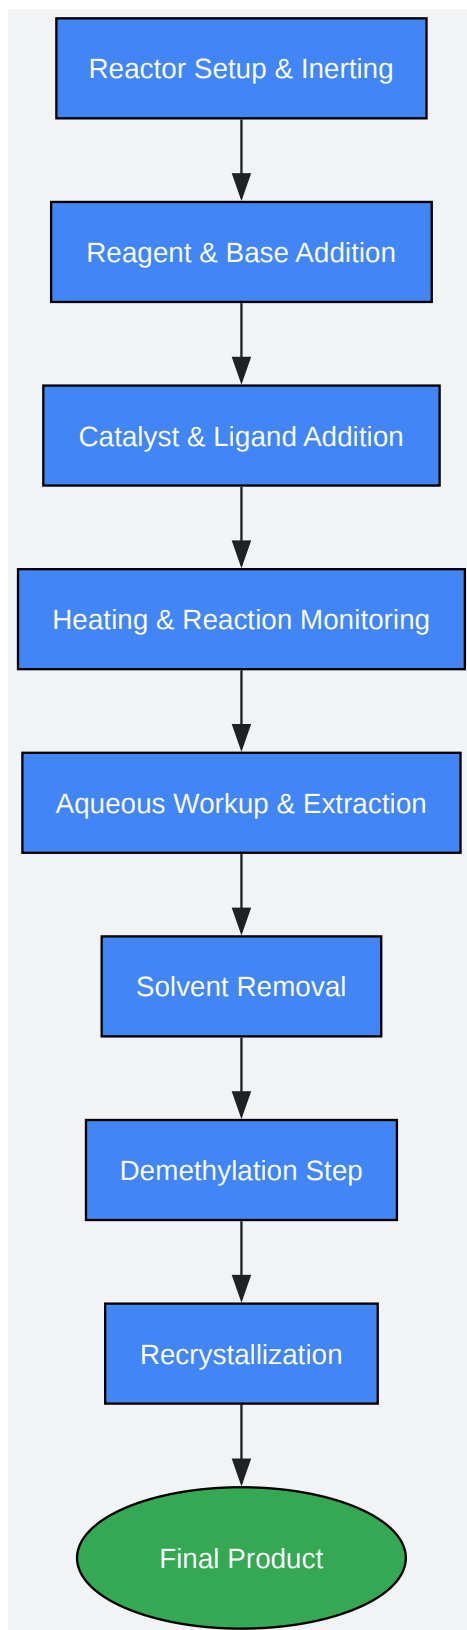 Reactor Setup & Inerting
Reagent & Base Addition
Catalyst & Ligand Addition
Heating & Reaction Monitoring
Aqueous Workup & Extraction
Solvent Removal
Demethylation Step
Recrystallization
Final Product